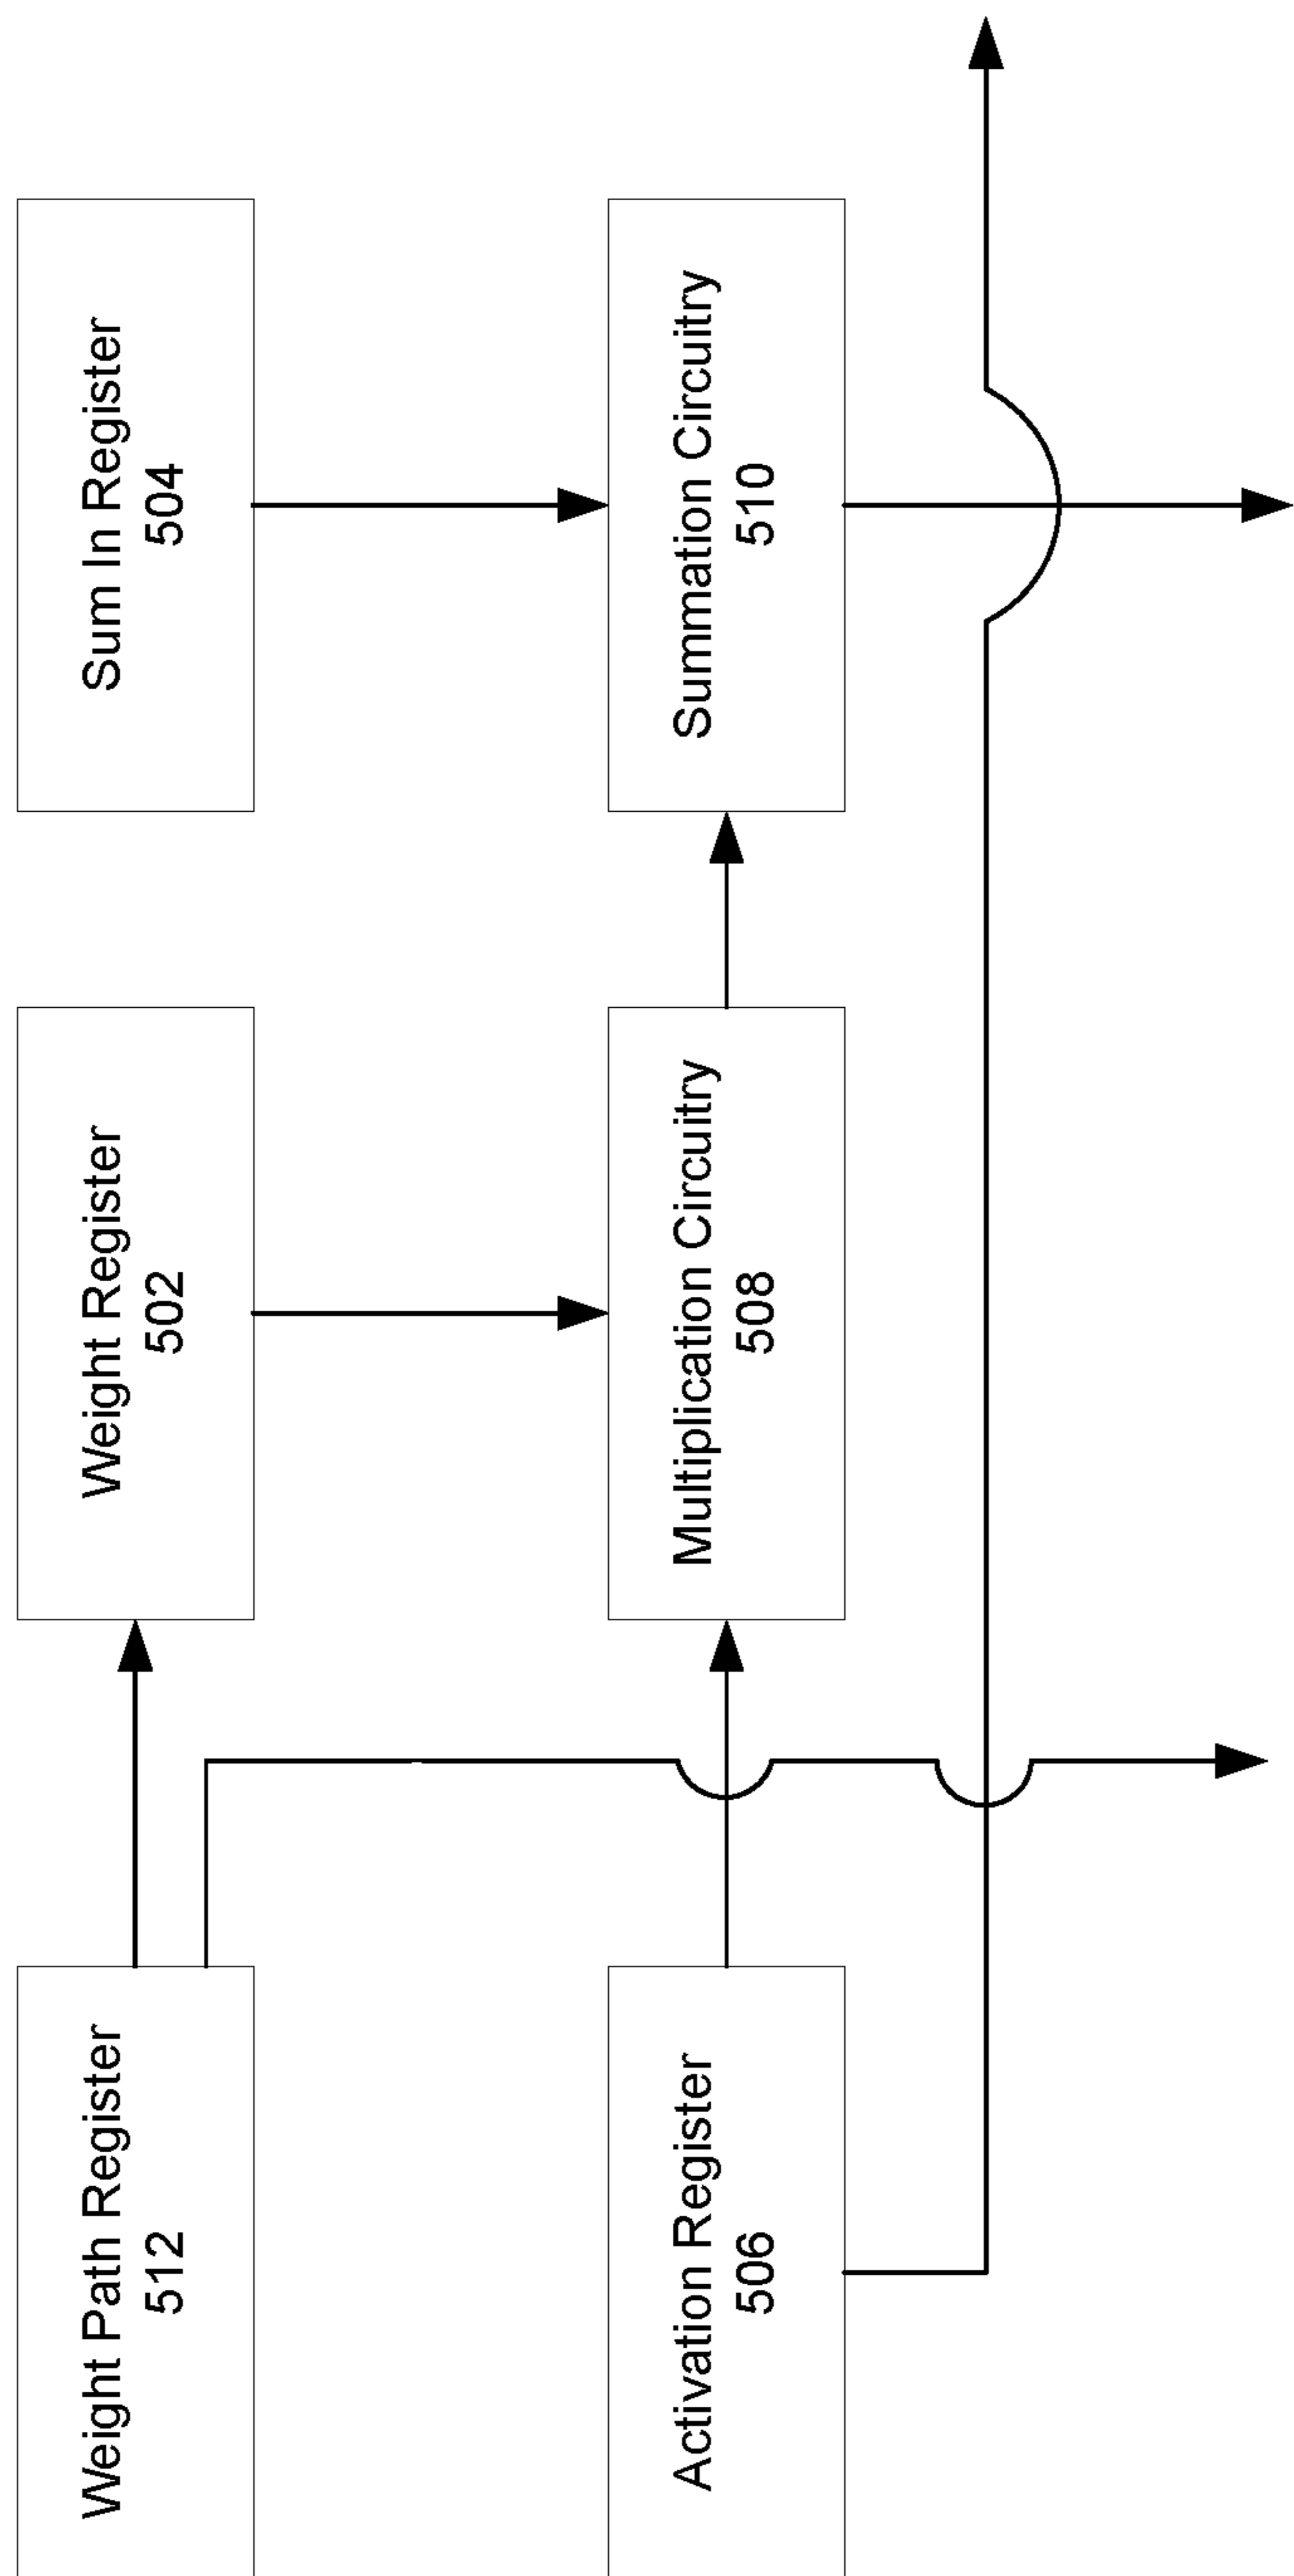 Weight Path Register
512
Weight Register
502
Sum In Register
504
Activation Register
506
Multiplication Circuitry
508
Summation Circuitry
510